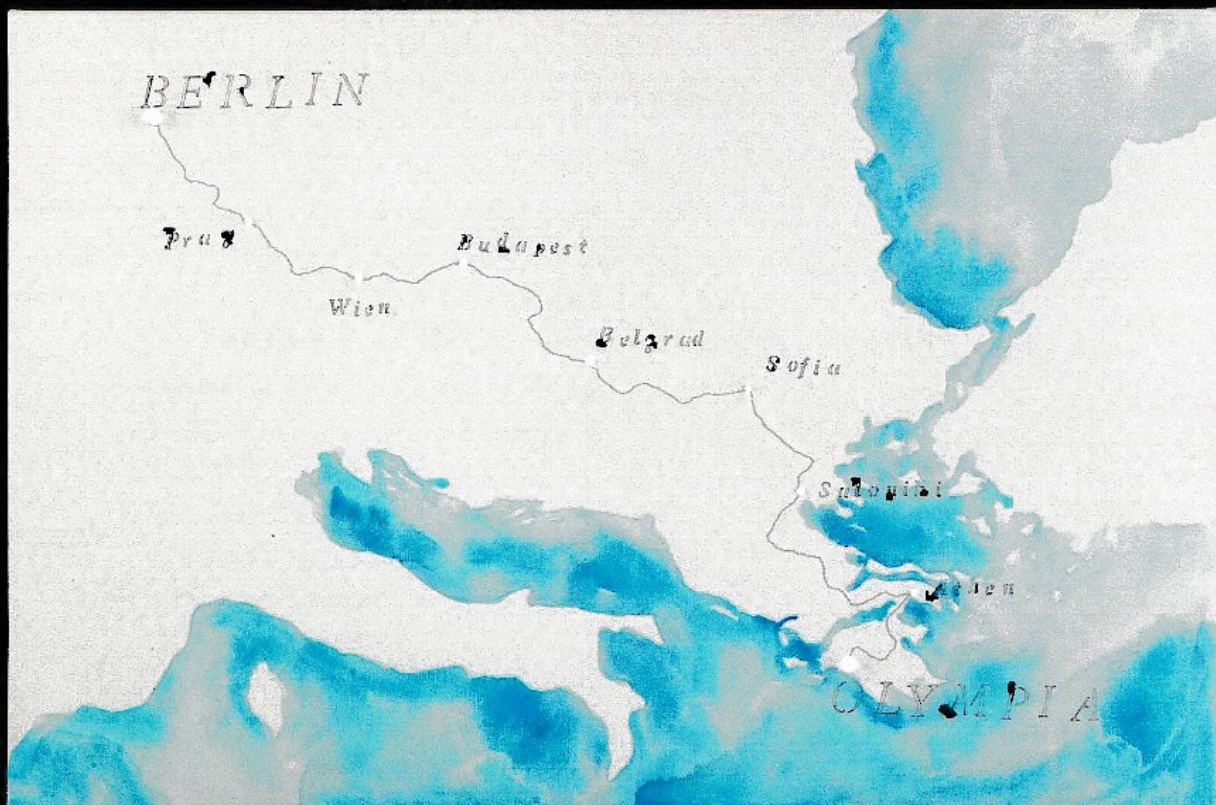 BERLIN
Prag
Budapest
Wien
Belgrad
Sofia
Saloniki
Athen
OLYMPIA